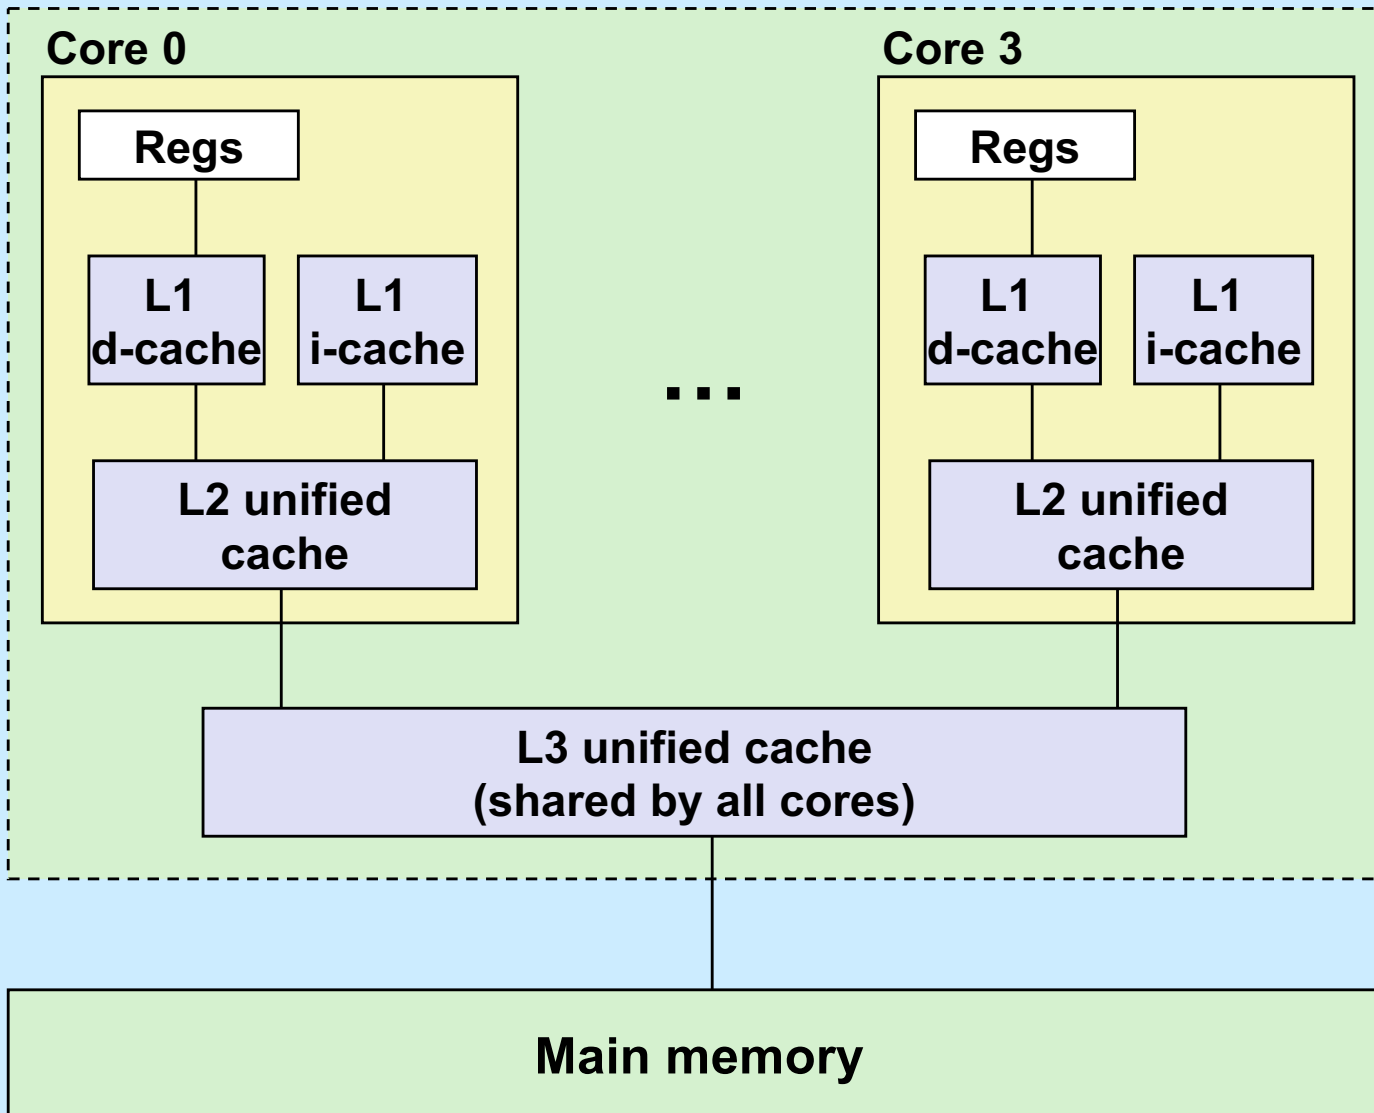 Core 0
Regs
L1
d-cache
L1
i-cache
L2 unified
cache
...
Core 3
Regs
L1
d-cache
L1
i-cache
L2 unified
cache
L3 unified cache
(shared by all cores)
Main memory